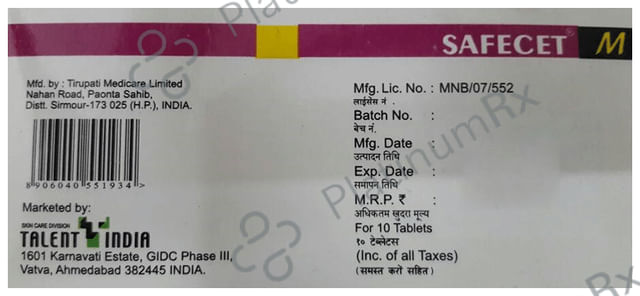 SAFECET M
Mfd. by : Tirupati Medicare Limited
Nahan Road, Paonta Sahib,
Distt. Sirmour-173 025 (H.P.), INDIA.
8 906040 551934 >
Marketed by:
SKIN CARE DIVISION
TALENT INDIA
1601 Karnavati Estate, GIDC Phase III,
Vatva, Ahmedabad 382445 INDIA.
Mfg. Lic. No. : MNB/07/552
लाईसेंस नं .
Batch No. :
बेच नं.
Mfg. Date :
उत्पादन तिथि
Exp. Date :
समापन तिथि
M.R.P. ₹ :
अधिकतम खुदरा मूल्य
For 10 Tablets
१० टेब्लेटस
(Inc. of all Taxes)
(समस्त करो सहित)
PlatinumRx